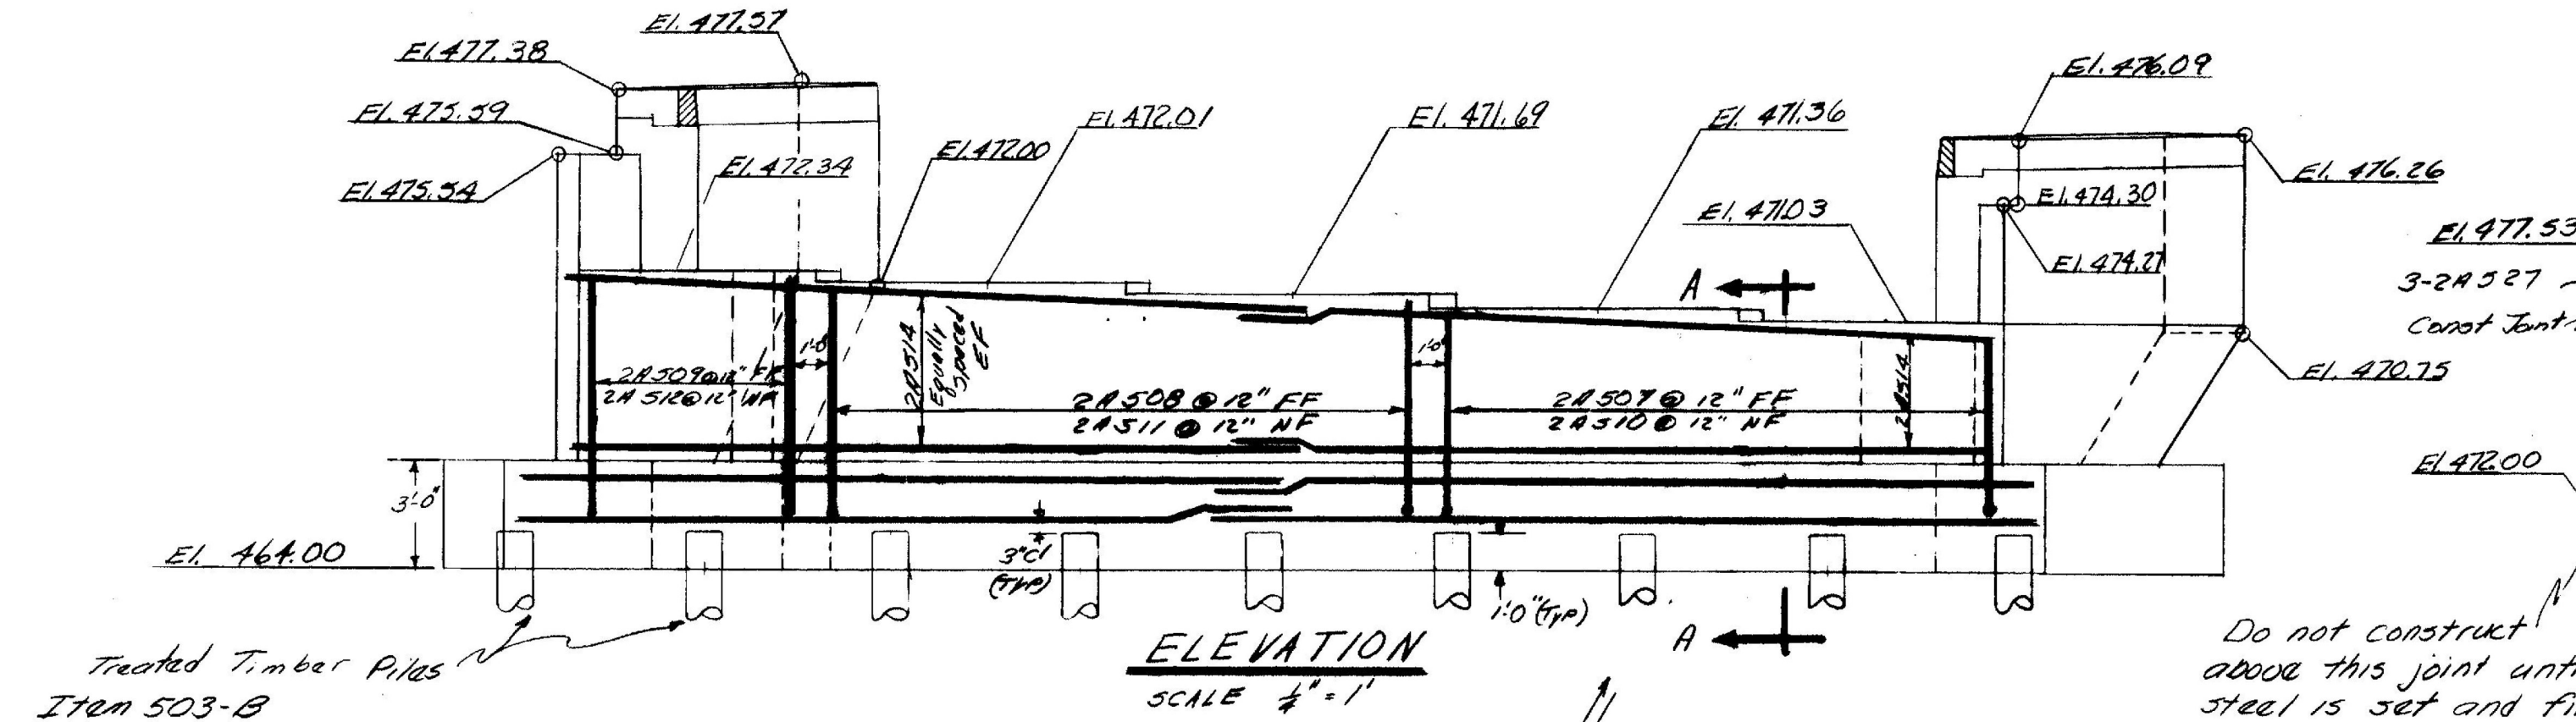 El. 477.57
El. 477.38
El. 476.09
El. 475.59
El. 472.01
El. 471.69
El. 471.36
El. 472.00
El. 472.34
El. 476.26
El. 475.54
El. 474.30
El. 471.03
El. 477.53
El. 474.27
3-2A527
A
Const Joint
1'-0"
1'-0"
2A514
Equally
Spaced
EF
2A509@12" FF
2A512@12" NF
2A508 @ 12" FF
2A511 @ 12" NF
2A507 @ 12" FF
2A510 @ 12" NF
2A514
El. 470.75
El. 472.00
3'-0"
El. 464.00
3"Cl
(Typ)
1'-0" (Typ)
ELEVATION
SCALE ¼" = 1'
A
Treated Timber Piles
Item 503-B
Do not construct
above this joint
steel is set and